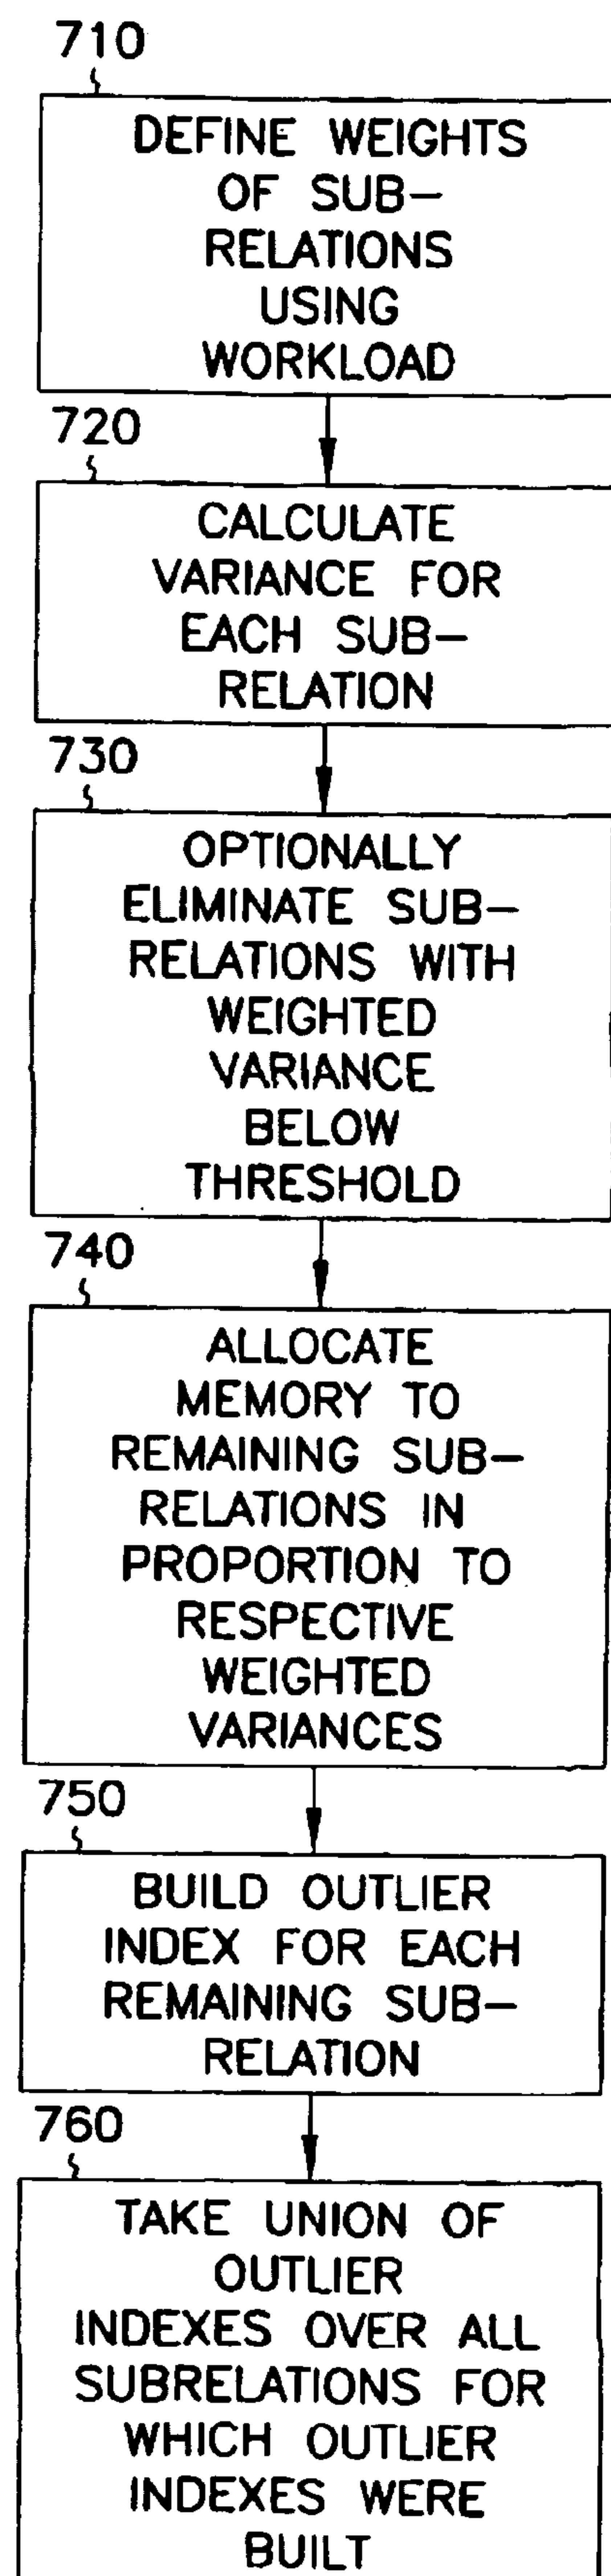 710
DEFINE WEIGHTS
OF SUB-
RELATIONS
USING
WORKLOAD
720
CALCULATE
VARIANCE FOR
EACH SUB-
RELATION
730
OPTIONALLY
ELIMINATE SUB-
RELATIONS WITH
WEIGHTED
VARIANCE
BELOW
THRESHOLD
740
ALLOCATE
MEMORY TO
REMAINING SUB-
RELATIONS IN
PROPORTION TO
RESPECTIVE
WEIGHTED
VARIANCES
750
BUILD OUTLIER
INDEX FOR EACH
REMAINING SUB-
RELATION
760
TAKE UNION OF
OUTLIER
INDEXES OVER ALL
SUBRELATIONS FOR
WHICH OUTLIER
INDEXES WERE
BUILT